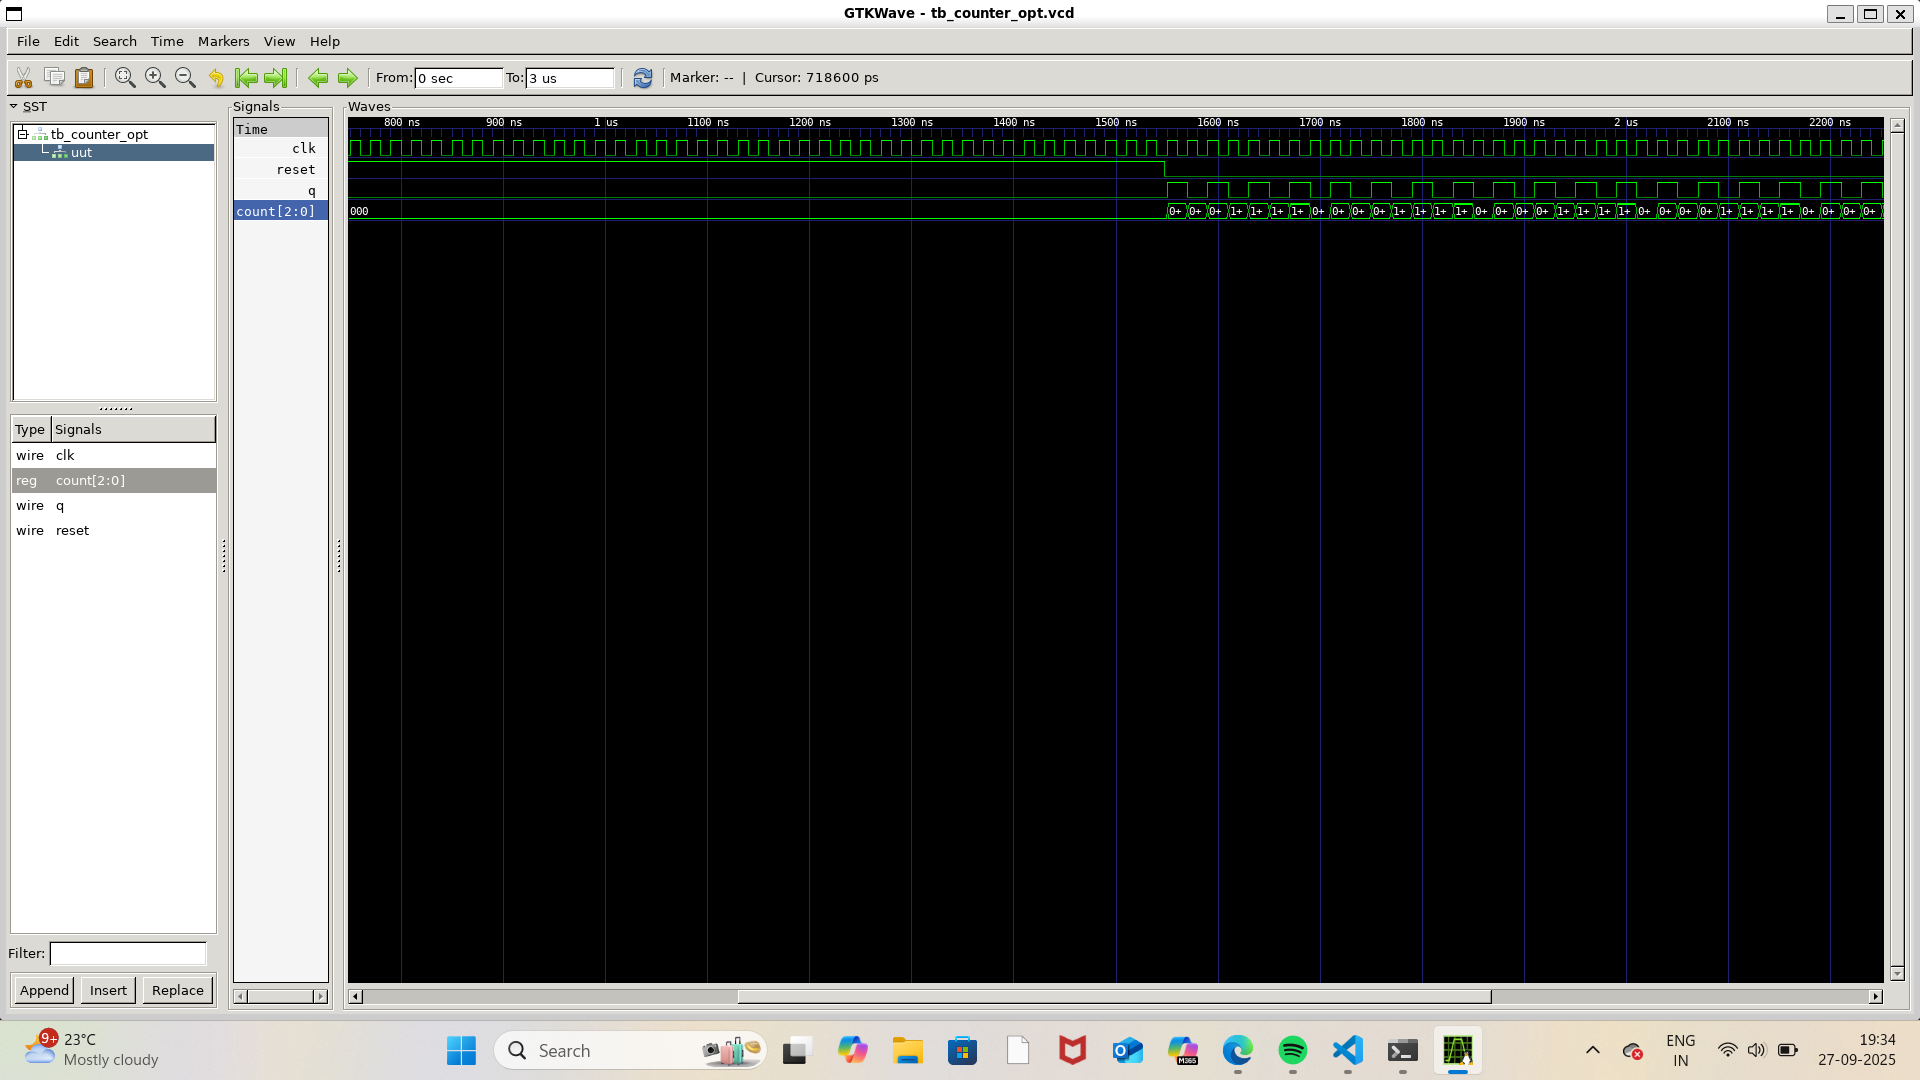 GTKWave - tb_counter_opt.vcd
File Edit Search Time Markers View Help
From: 0 sec To: 3 us Marker: -- | Cursor: 718600 ps
SST
tb_counter_opt
uut
Type Signals
wire clk
reg count[2:0]
wire q
wire reset
Filter:
Append Insert Replace
Signals
Time
clk
reset
q
count[2:0]
Waves
800 ns 900 ns 1 us 1100 ns 1200 ns 1300 ns 1400 ns 1500 ns 1600 ns 1700 ns 1800 ns 1900 ns 2 us 2100 ns 2200 ns
000 0+ 0+ 0+ 1+ 1+ 1+ 1+ 0+ 0+ 0+ 0+ 1+ 1+ 1+ 1+ 0+ 0+ 0+ 0+ 1+ 1+ 1+ 1+ 0+ 0+ 0+ 0+ 1+ 1+ 1+ 1+ 0+ 0+ 0+ 0+
9+ 23°C
Mostly cloudy
Search
M365
ENG
IN
19:34
27-09-2025